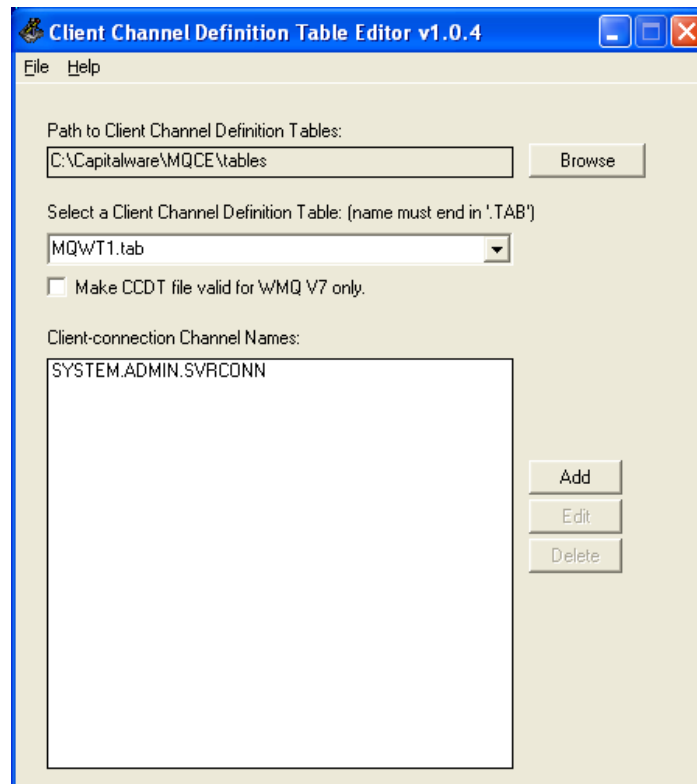 Client Channel Definition Table Editor v1.0.4
File Help
Path to Client Channel Definition Tables:
C:\Capitalware\MQCE\tables
Browse
Select a Client Channel Definition Table: (name must end in '.TAB')
MQWT1.tab
Make CCDT file valid for WMQ V7 only.
Client-connection Channel Names:
SYSTEM.ADMIN.SVRCONN
Add
Edit
Delete